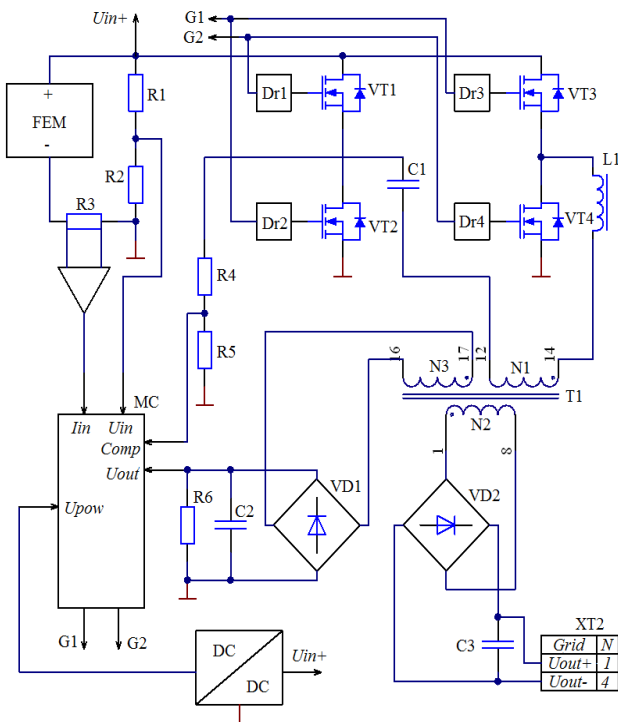 Uin+
G1
G2
+
FEM
-
R1
R2
R3
Dr1
VT1
Dr3
VT3
C1
L1
Dr2
VT2
Dr4
VT4
R4
R5
16
17
12
14
N3
N1
T1
N2
1
8
MC
Iin
Uin
Comp
Uout
Upow
R6
C2
VD1
VD2
G1
G2
DC
DC
Uin+
C3
XT2
Grid N
Uout+ 1
Uout- 4